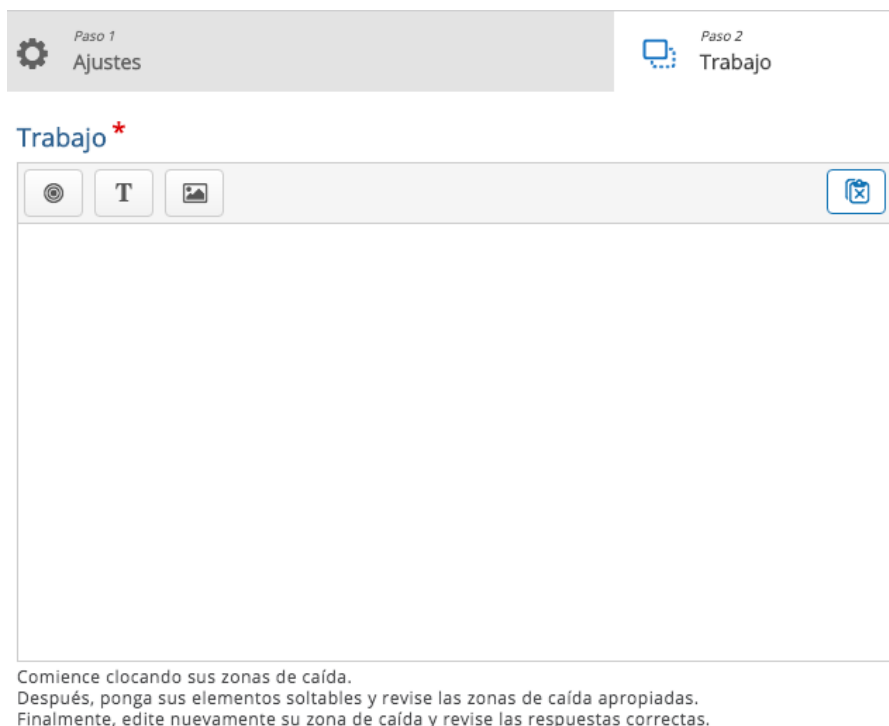 Paso 1
Ajustes
Paso 2
Trabajo
Trabajo *
T
Comience clocando sus zonas de caída.
Después, ponga sus elementos soltables y revise las zonas de caída apropiadas.
Finalmente, edite nuevamente su zona de caída y revise las respuestas correctas.